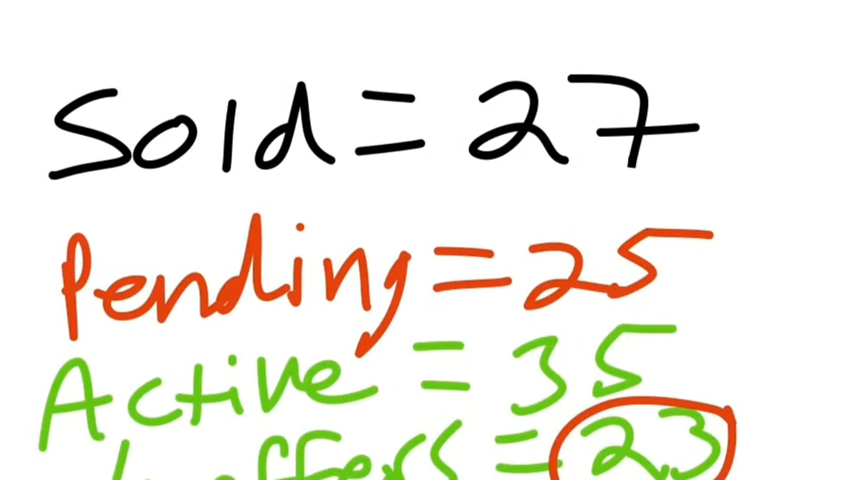 Sold = 27
Pending = 25
Active = 35
offers = 23